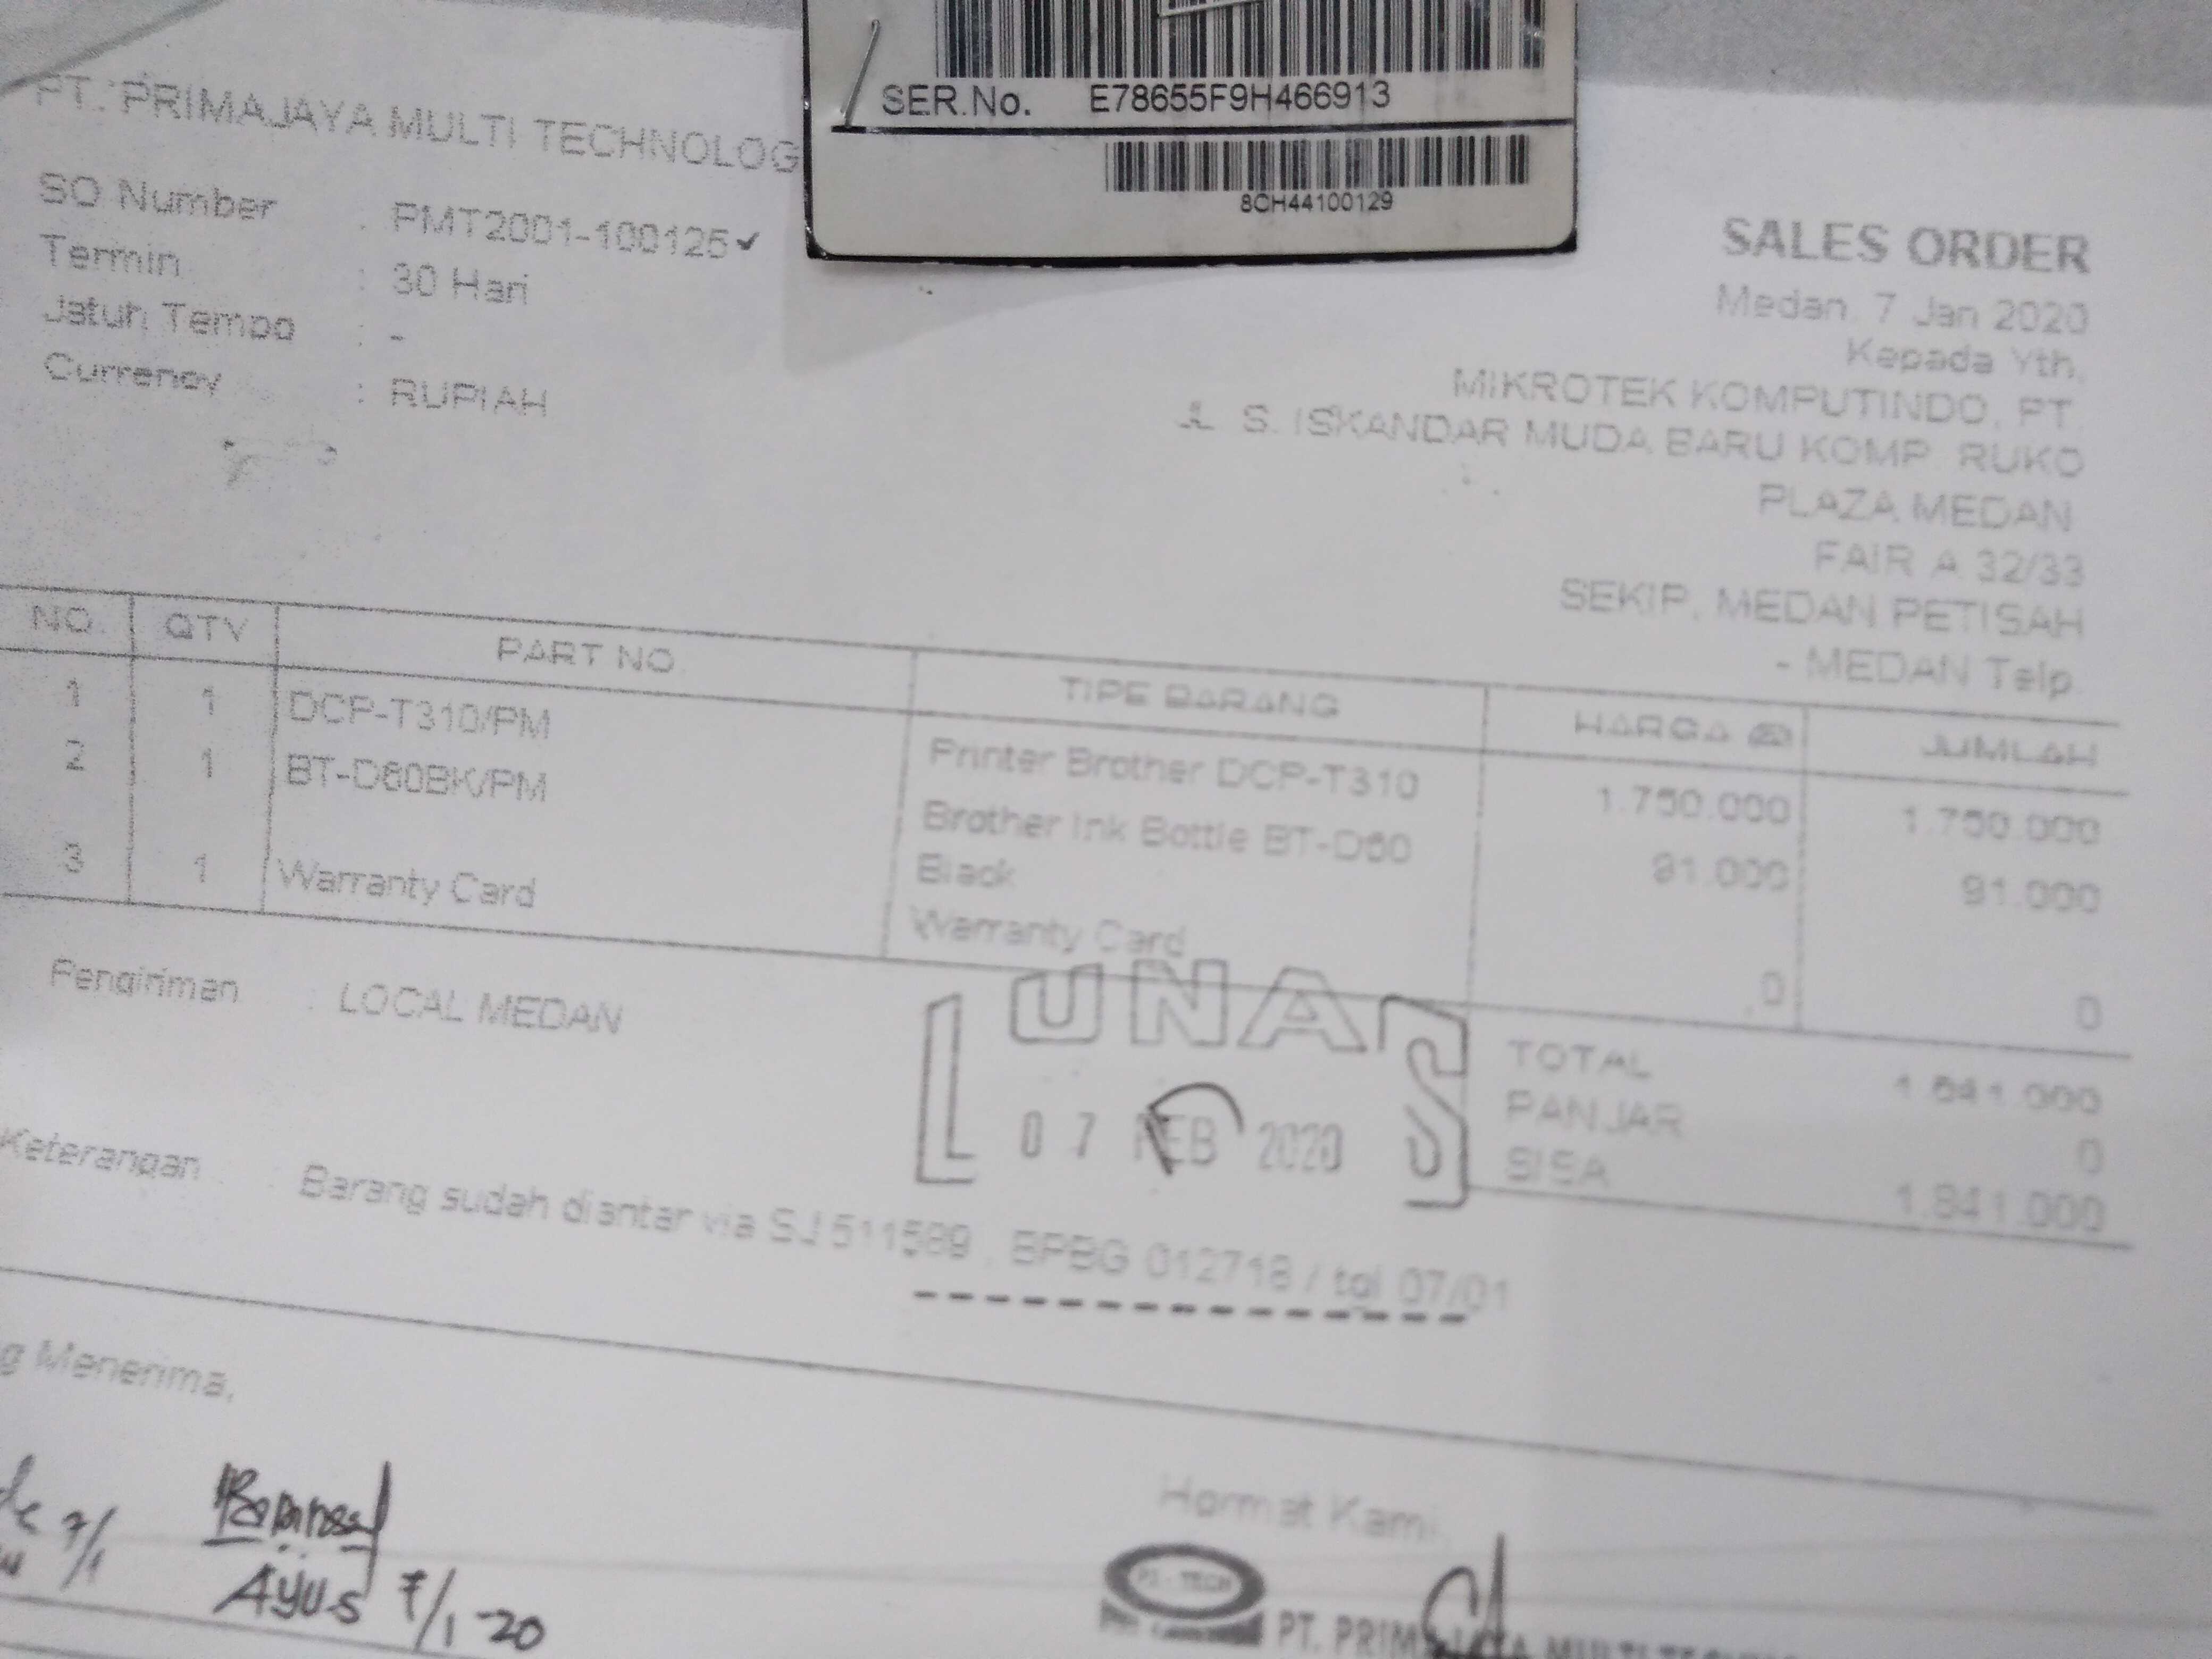 SER.No. E78655F9H466913
8CH44100129
PT. PRIMAJAYA MULTI TECHNOLOG
SO Number : PMT2001-100125✓
Termin : 30 Hari
Jatuh Tempo : -
Currency : RUPIAH
SALES ORDER
Medan, 7 Jan 2020
Kepada Yth,
MIKROTEK KOMPUTINDO, PT.
JL. S. ISKANDAR MUDA BARU KOMP. RUKO
PLAZA MEDAN
FAIR A 32/33
SEKIP, MEDAN PETISAH
- MEDAN Telp.
NO. QTY PART NO. TIPE BARANG HARGA @ JUMLAH
1 1 DCP-T310/PM Printer Brother DCP-T310 1.750.000 1.750.000
2 1 BT-D60BK/PM Brother Ink Bottle BT-D60 91.000 91.000
Black
3 1 Warranty Card Warranty Card 0 0
Pengiriman : LOCAL MEDAN
LUNAS
07 FEB 2020
TOTAL 1.841.000
PANJAR 0
SISA 1.841.000
Keterangan : Barang sudah diantar via SJ 511589 , BPBG 012718 / tgl 07/01
g Menerima,
7/1
Ayus 7/1-20
Hormat Kami,
PT. PRIMAJAYA MULTI